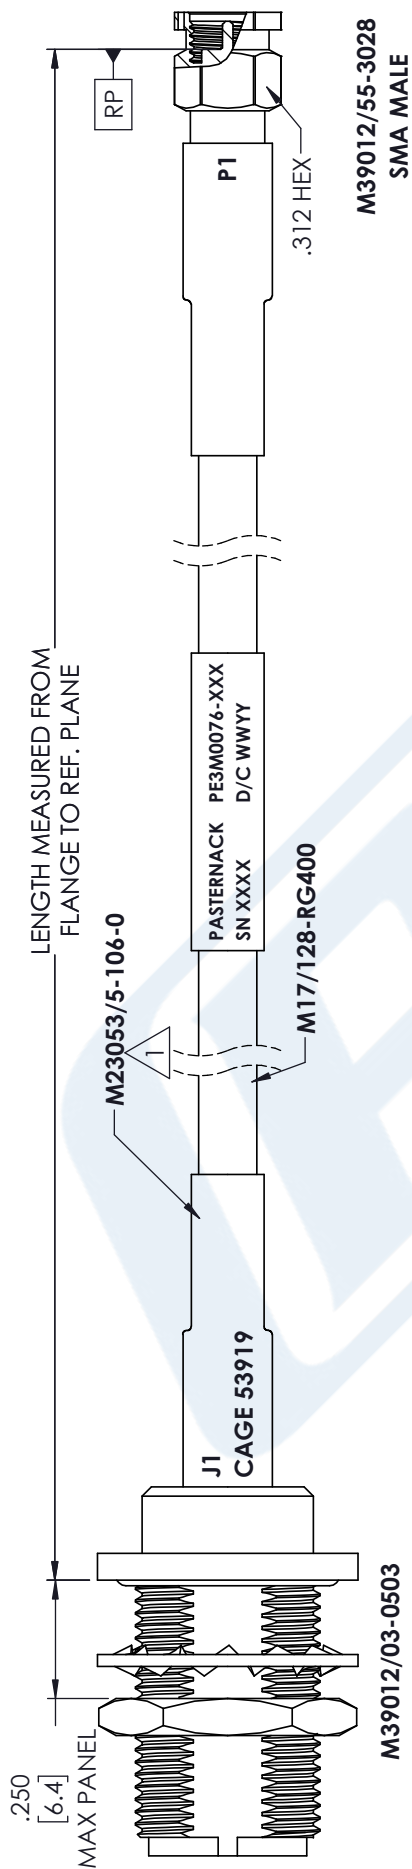 .250
[6.4]
MAX PANEL
LENGTH MEASURED FROM
FLANGE TO REF. PLANE
RP
M23053/5-106-0
1
J1
CAGE 53919
PASTERNACK PE3M0076-XXX
SN XXXX D/C WWYY
P1
M17/128-RG400
.312 HEX
M39012/03-0503
M39012/55-3028
SMA MALE